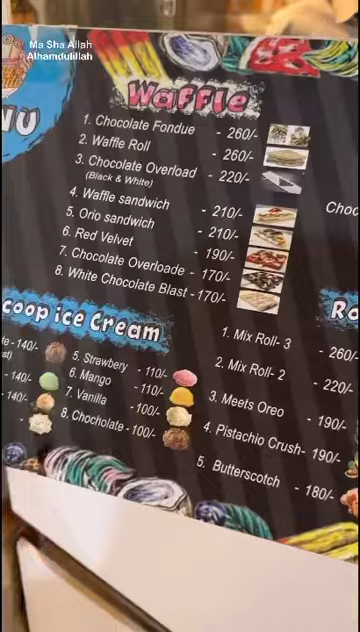 Ma Sha Allah
Alhamdulillah
NU
Waffle
1. Chocolate Fondue - 260/-
2. Waffle Roll - 260/-
3. Chocolate Overload - 220/-
(Black & White)
4. Waffle sandwich - 210/-
5. Orio sandwich - 210/-
6. Red Velvet - 190/-
7. Chocolate Overloade - 170/-
8. White Chocolate Blast - 170/-
Choc
coop ice Cream
te - 140/-
st)
- 140/-
- 140/-
5. Strawbery - 110/-
6. Mango - 110/-
7. Vanilla - 100/-
8. Chocholate - 100/-
Ro
1. Mix Roll- 3 - 260/-
2. Mix Roll- 2 - 220/-
3. Meets Oreo - 190/-
4. Pistachio Crush- 190/-
5. Butterscotch - 180/-